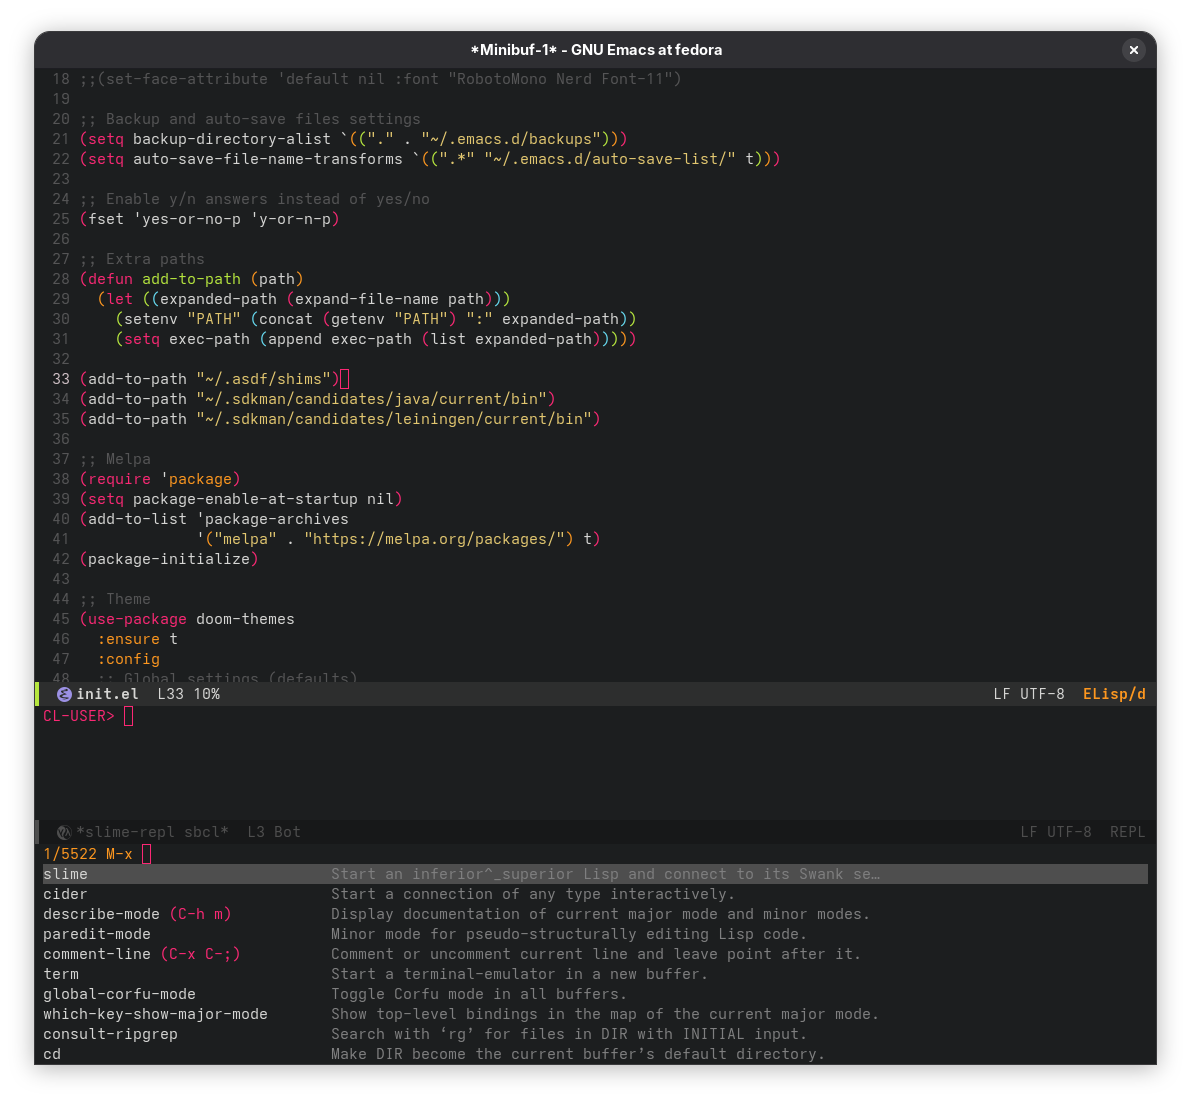 *Minibuf-1* - GNU Emacs at fedora
18 ;;(set-face-attribute 'default nil :font "RobotoMono Nerd Font-11")
19
20 ;; Backup and auto-save files settings
21 (setq backup-directory-alist `(("." . "~/.emacs.d/backups")))
22 (setq auto-save-file-name-transforms `((".*" "~/.emacs.d/auto-save-list/" t)))
23
24 ;; Enable y/n answers instead of yes/no
25 (fset 'yes-or-no-p 'y-or-n-p)
26
27 ;; Extra paths
28 (defun add-to-path (path)
29   (let ((expanded-path (expand-file-name path)))
30     (setenv "PATH" (concat (getenv "PATH") ":" expanded-path))
31     (setq exec-path (append exec-path (list expanded-path)))))
32
33 (add-to-path "~/.asdf/shims")
34 (add-to-path "~/.sdkman/candidates/java/current/bin")
35 (add-to-path "~/.sdkman/candidates/leiningen/current/bin")
36
37 ;; Melpa
38 (require 'package)
39 (setq package-enable-at-startup nil)
40 (add-to-list 'package-archives
41              '("melpa" . "https://melpa.org/packages/") t)
42 (package-initialize)
43
44 ;; Theme
45 (use-package doom-themes
46   :ensure t
47   :config
48   ;; Global settings (defaults)
init.el  L33 10%  LF UTF-8  ELisp/d
CL-USER>
*slime-repl sbcl*  L3 Bot  LF UTF-8  REPL
1/5522 M-x
slime  Start an inferior^_superior Lisp and connect to its Swank se…
cider  Start a connection of any type interactively.
describe-mode (C-h m)  Display documentation of current major mode and minor modes.
paredit-mode  Minor mode for pseudo-structurally editing Lisp code.
comment-line (C-x C-;)  Comment or uncomment current line and leave point after it.
term  Start a terminal-emulator in a new buffer.
global-corfu-mode  Toggle Corfu mode in all buffers.
which-key-show-major-mode  Show top-level bindings in the map of the current major mode.
consult-ripgrep  Search with ‘rg’ for files in DIR with INITIAL input.
cd  Make DIR become the current buffer’s default directory.